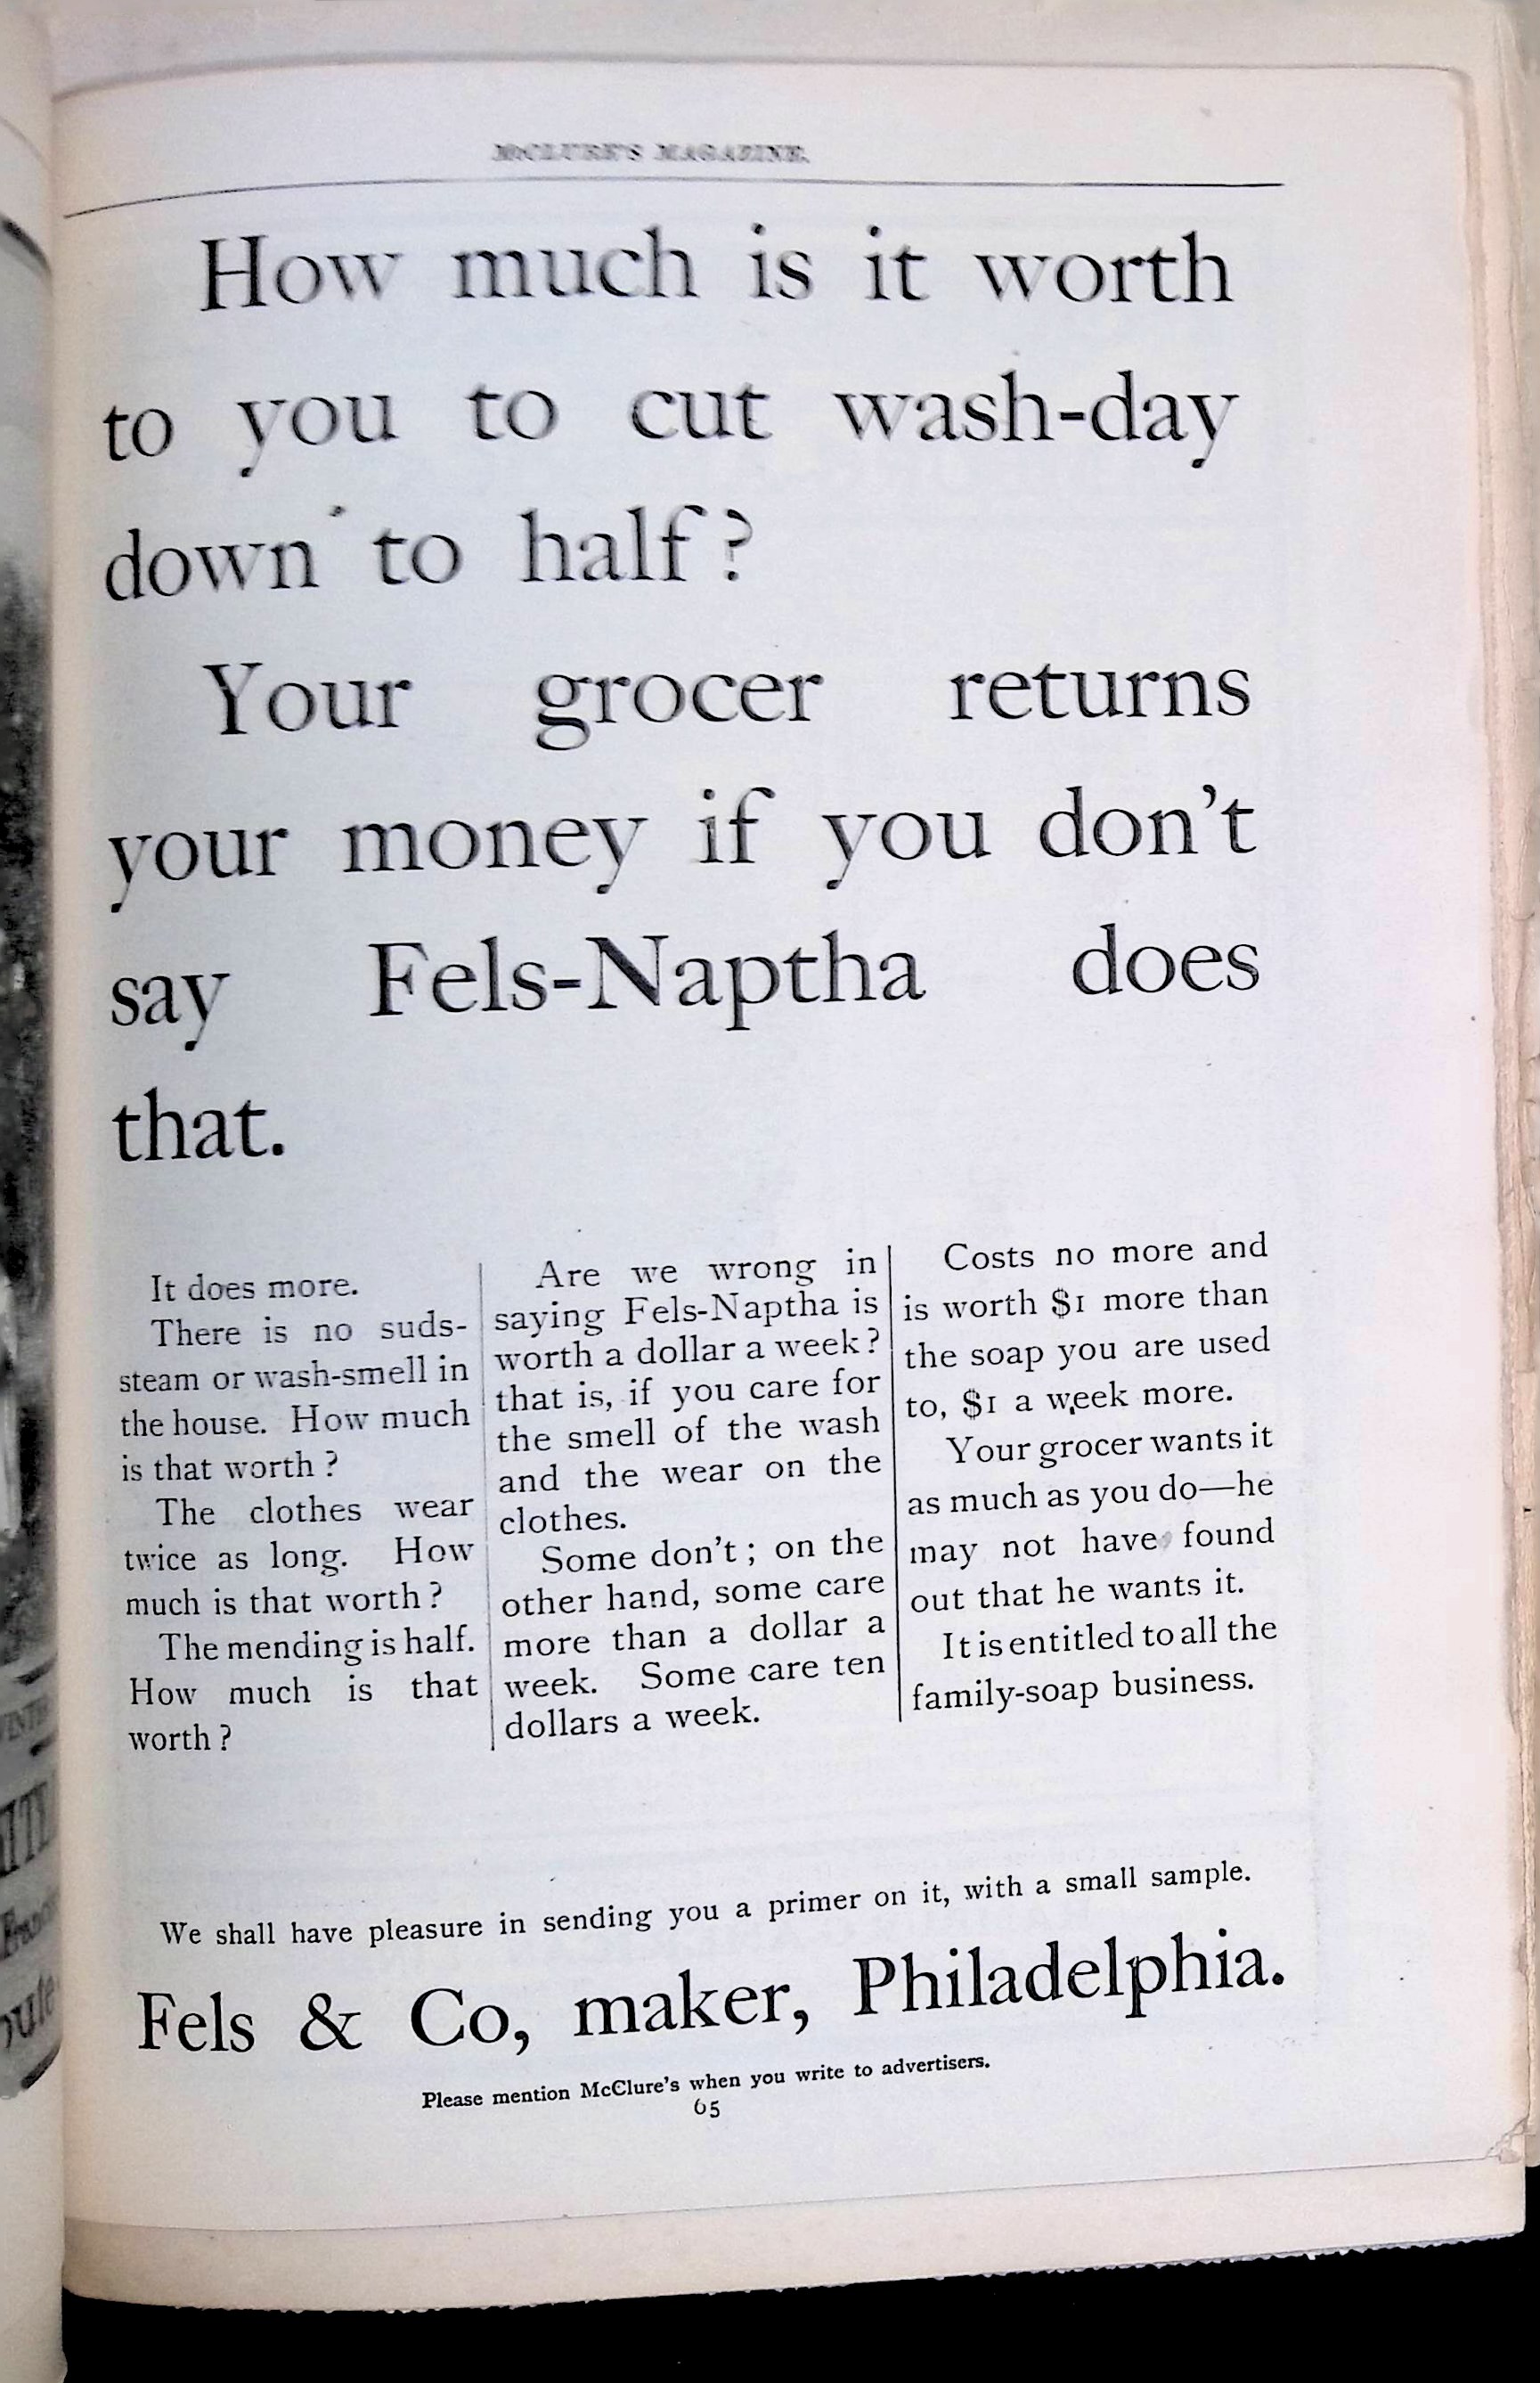 McCLURE'S MAGAZINE.
How much is it worth
to you to cut wash-day
down to half?
Your grocer returns
your money if you don't
say Fels-Naptha does
that.
It does more.
There is no suds-
steam or wash-smell in
the house. How much
is that worth?
The clothes wear
twice as long. How
much is that worth?
The mending is half.
How much is that
worth?
Are we wrong in
saying Fels-Naptha is
worth a dollar a week?
that is, if you care for
the smell of the wash
and the wear on the
clothes.
Some don't; on the
other hand, some care
more than a dollar a
week. Some care ten
dollars a week.
Costs no more and
is worth $1 more than
the soap you are used
to, $1 a week more.
Your grocer wants it
as much as you do—he
may not have found
out that he wants it.
It is entitled to all the
family-soap business.
We shall have pleasure in sending you a primer on it, with a small sample.
Fels & Co, maker, Philadelphia.
Please mention McClure's when you write to advertisers.
65